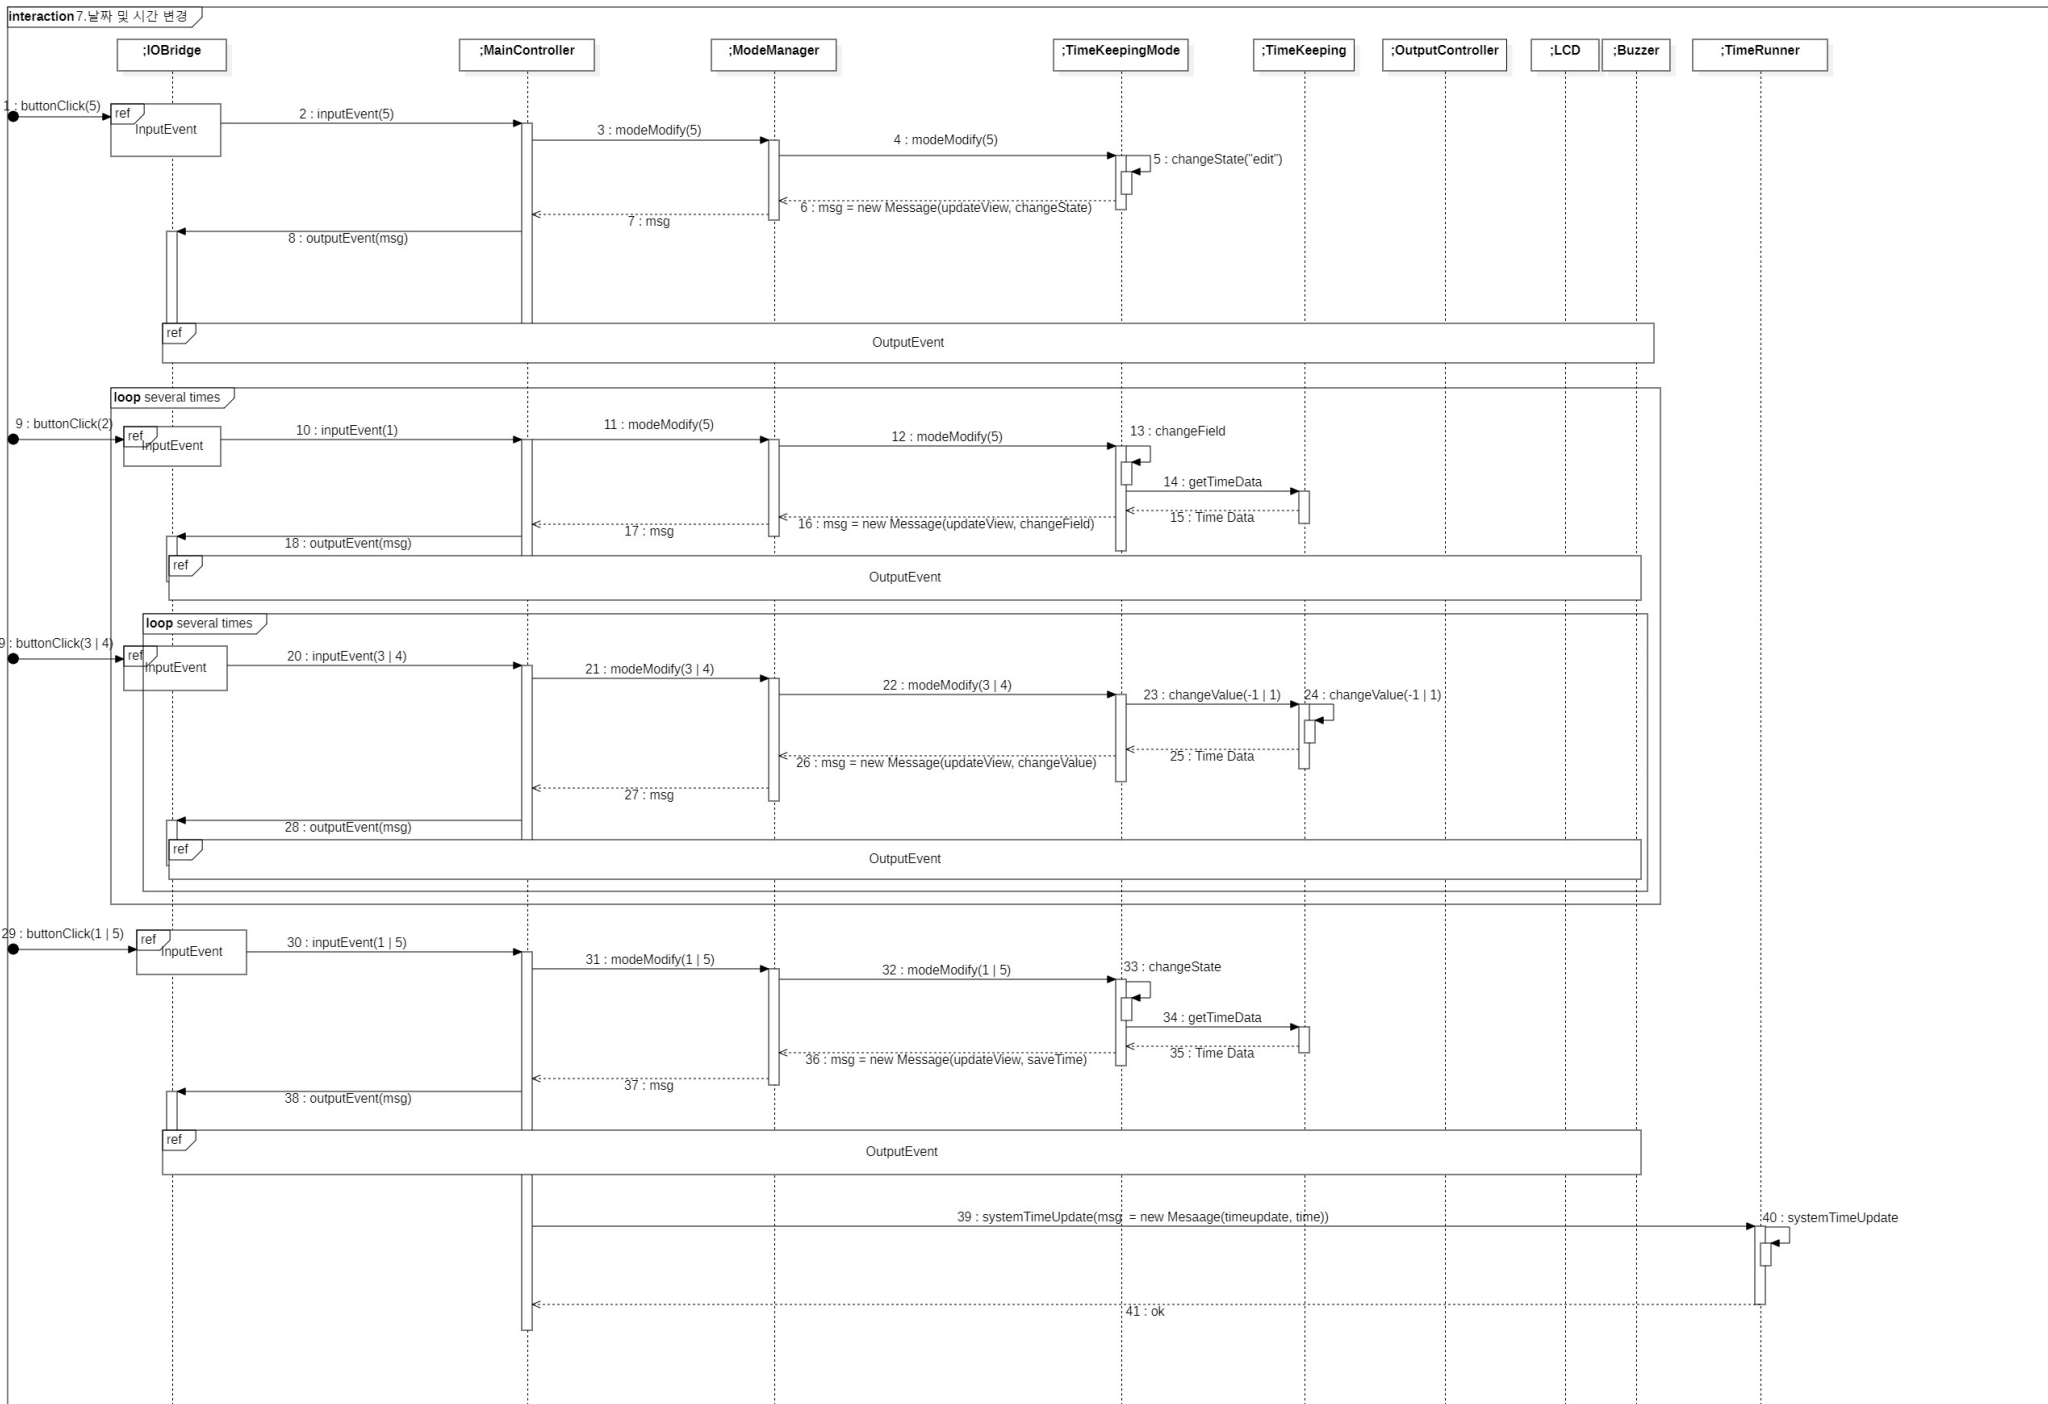 interaction 7.날짜 및 시간 변경
;IOBridge
;MainController
;ModeManager
;TimeKeepingMode
;TimeKeeping
;OutputController
;LCD
;Buzzer
;TimeRunner
1 : buttonClick(5)
ref
InputEvent
2 : inputEvent(5)
3 : modeModify(5)
4 : modeModify(5)
5 : changeState("edit")
6 : msg = new Message(updateView, changeState)
7 : msg
8 : outputEvent(msg)
ref
OutputEvent
loop several times
9 : buttonClick(2)
ref
InputEvent
10 : inputEvent(1)
11 : modeModify(5)
12 : modeModify(5)
13 : changeField
14 : getTimeData
15 : Time Data
16 : msg = new Message(updateView, changeField)
17 : msg
18 : outputEvent(msg)
ref
OutputEvent
loop several times
9 : buttonClick(3 | 4)
ref
InputEvent
20 : inputEvent(3 | 4)
21 : modeModify(3 | 4)
22 : modeModify(3 | 4)
23 : changeValue(-1 | 1)
24 : changeValue(-1 | 1)
25 : Time Data
26 : msg = new Message(updateView, changeValue)
27 : msg
28 : outputEvent(msg)
ref
OutputEvent
29 : buttonClick(1 | 5)
ref
InputEvent
30 : inputEvent(1 | 5)
31 : modeModify(1 | 5)
32 : modeModify(1 | 5)
33 : changeState
34 : getTimeData
35 : Time Data
36 : msg = new Message(updateView, saveTime)
37 : msg
38 : outputEvent(msg)
ref
OutputEvent
39 : systemTimeUpdate(msg = new Mesaage(timeupdate, time))
40 : systemTimeUpdate
41 : ok